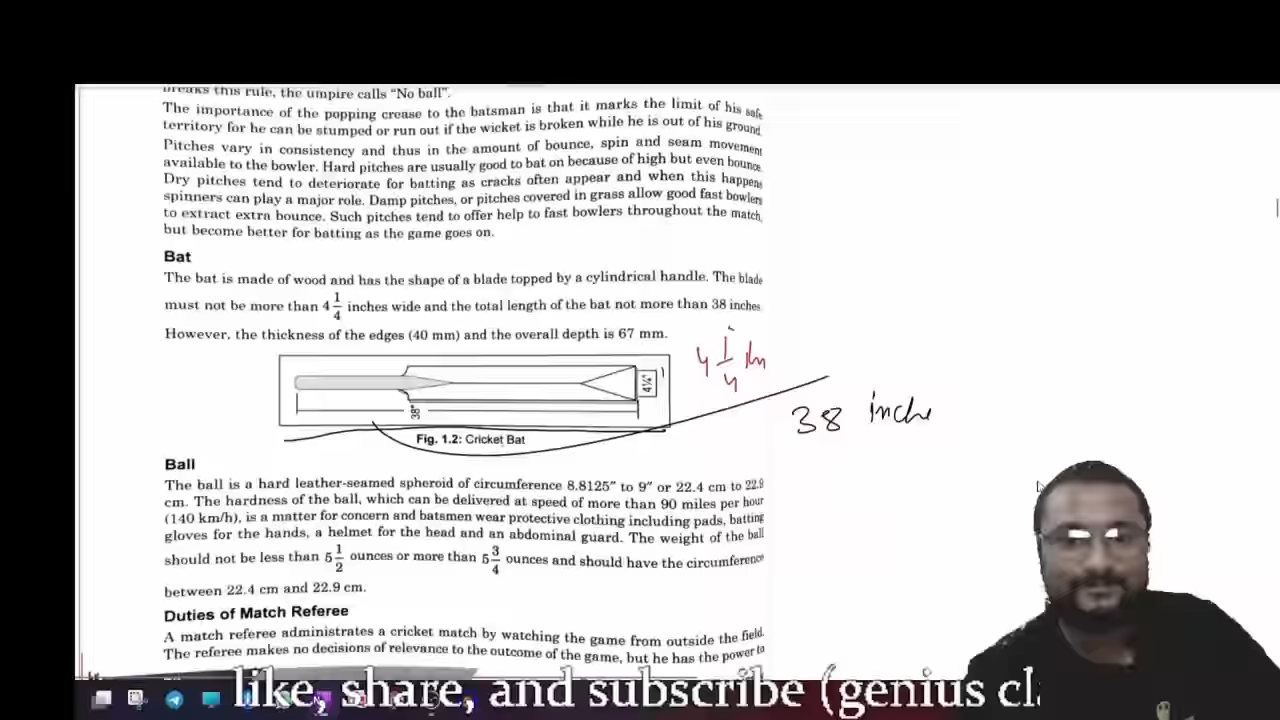 breaks this rule, the umpire calls “No ball”.
The importance of the popping crease to the batsman is that it marks the limit of his safe
territory for he can be stumped or run out if the wicket is broken while he is out of his ground.
Pitches vary in consistency and thus in the amount of bounce, spin and seam movement
available to the bowler. Hard pitches are usually good to bat on because of high but even bounce.
Dry pitches tend to deteriorate for batting as cracks often appear and when this happens
spinners can play a major role. Damp pitches, or pitches covered in grass allow good fast bowlers
to extract extra bounce. Such pitches tend to offer help to fast bowlers throughout the match,
but become better for batting as the game goes on.
Bat
The bat is made of wood and has the shape of a blade topped by a cylindrical handle. The blade
must not be more than 4 1/4 inches wide and the total length of the bat not more than 38 inches.
However, the thickness of the edges (40 mm) and the overall depth is 67 mm.
4 1/4 in
4¼"
38"
38 inche
Fig. 1.2: Cricket Bat
Ball
The ball is a hard leather-seamed spheroid of circumference 8.8125″ to 9″ or 22.4 cm to 22.9
cm. The hardness of the ball, which can be delivered at speed of more than 90 miles per hour
(140 km/h), is a matter for concern and batsmen wear protective clothing including pads, batting
gloves for the hands, a helmet for the head and an abdominal guard. The weight of the ball
should not be less than 5 1/2 ounces or more than 5 3/4 ounces and should have the circumference
between 22.4 cm and 22.9 cm.
Duties of Match Referee
A match referee administrates a cricket match by watching the game from outside the field.
The referee makes no decisions of relevance to the outcome of the game, but he has the power to
like, share, and subscribe (genius cl